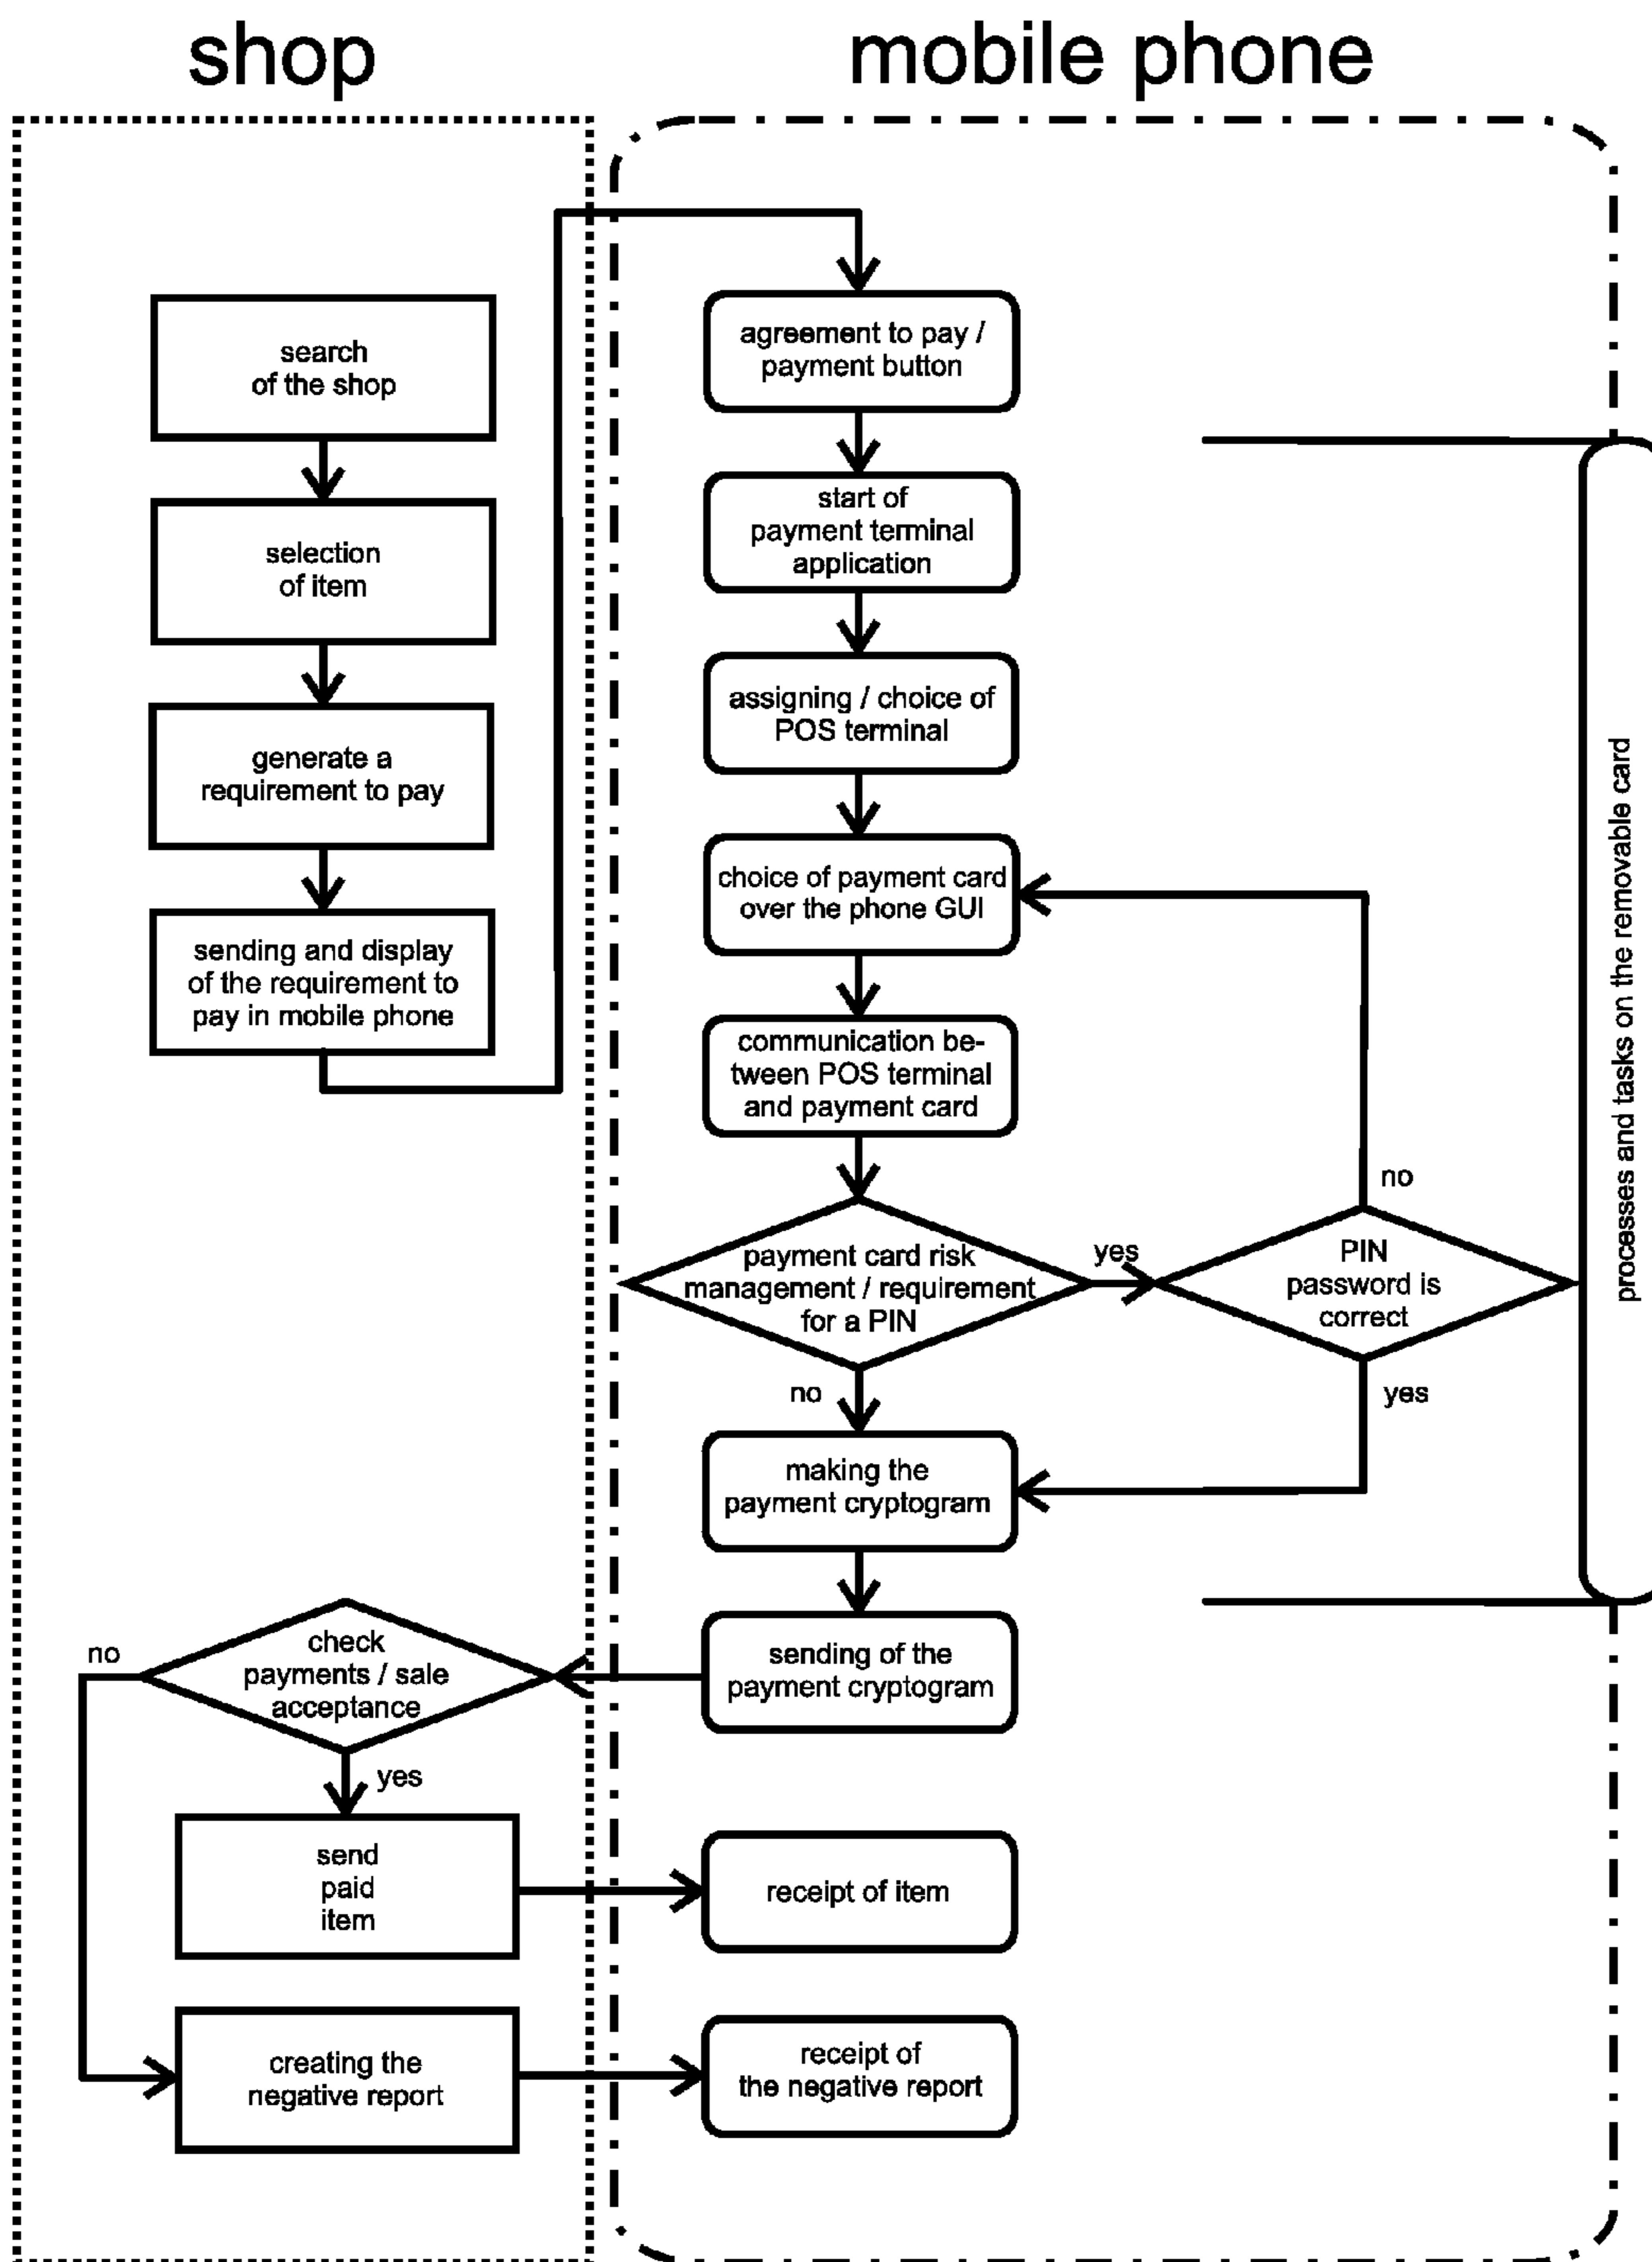 shop
mobile phone
search
of the shop
selection
of item
generate a
requirement to pay
sending and display
of the requirement to
pay in mobile phone
agreement to pay /
payment button
start of
payment terminal
application
assigning / choice of
POS terminal
choice of payment card
over the phone GUI
communication be-
tween POS terminal
and payment card
payment card risk
management / requirement
for a PIN
yes
no
PIN
password is
correct
no
yes
processes and tasks on the removable card
making the
payment cryptogram
sending of the
payment cryptogram
check
payments / sale
acceptance
no
yes
send
paid
item
receipt of item
creating the
negative report
receipt of
the negative report